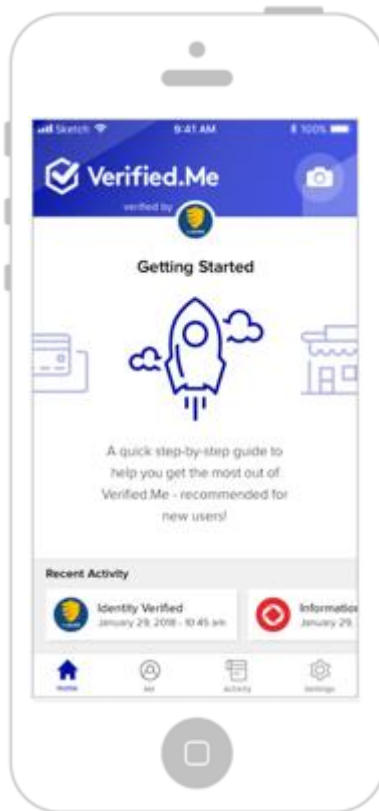 Sketch 9:41 AM 100%
Verified.Me
verified by
Getting Started
A quick step-by-step guide to
help you get the most out of
Verified.Me - recommended for
new users!
Recent Activity
Identity Verified
January 29, 2018 - 10:45 am
Information
January 29,
Home Me Activity Settings